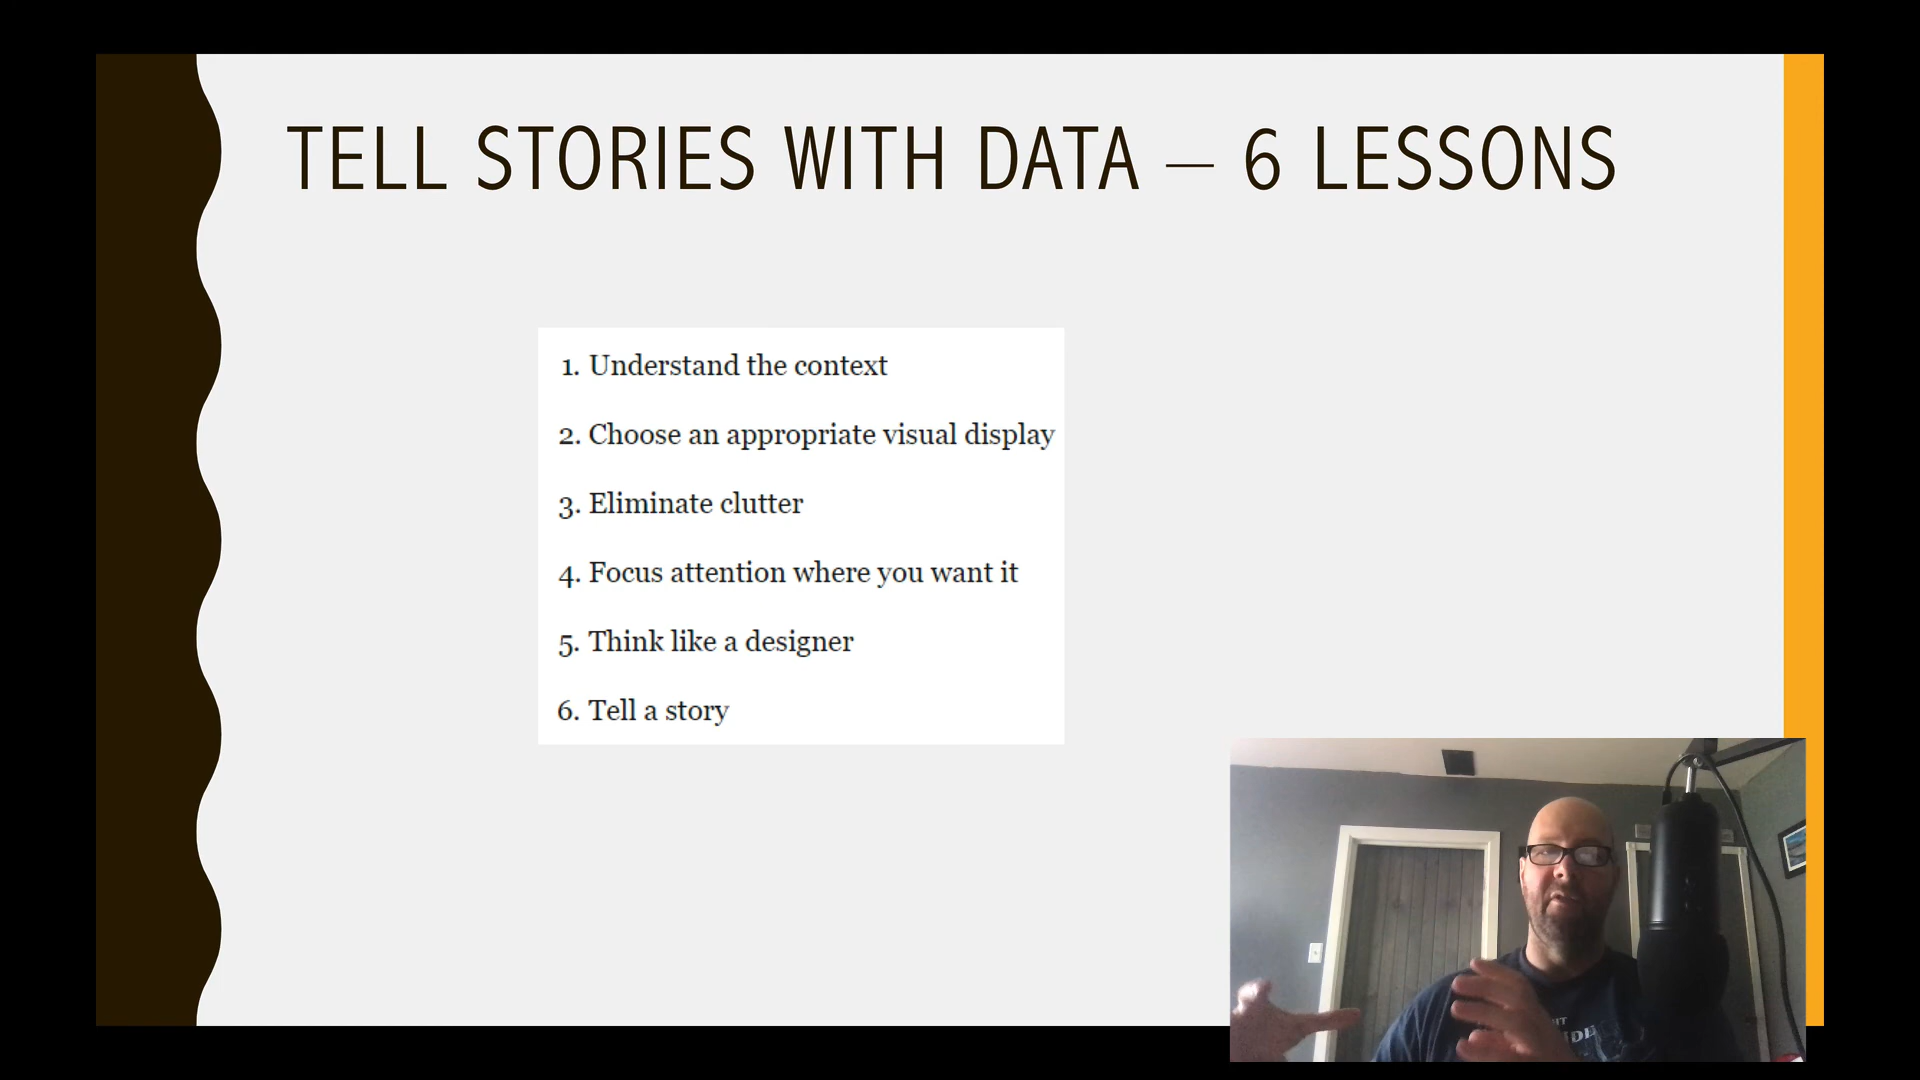 TELL STORIES WITH DATA – 6 LESSONS
1. Understand the context
2. Choose an appropriate visual display
3. Eliminate clutter
4. Focus attention where you want it
5. Think like a designer
6. Tell a story